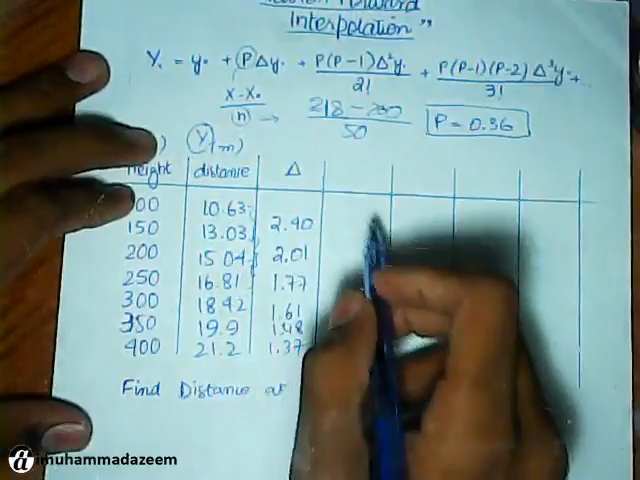 Interpolation"
Yₓ = y₀ + PΔy₀ + P(P-1)Δ²y₀ / 2! + P(P-1)(P-2)Δ³y₀ / 3! + ...
X-X₀ / (h) → 218-200 / 50 P = 0.36
Y(m)
height distance Δ
00 10.63
150 13.03 2.40
200 15.04 2.01
250 16.81 1.77
300 18.42 1.61
350 19.9 1.48
400 21.2 1.37
Find Distance at
imuhammadazeem